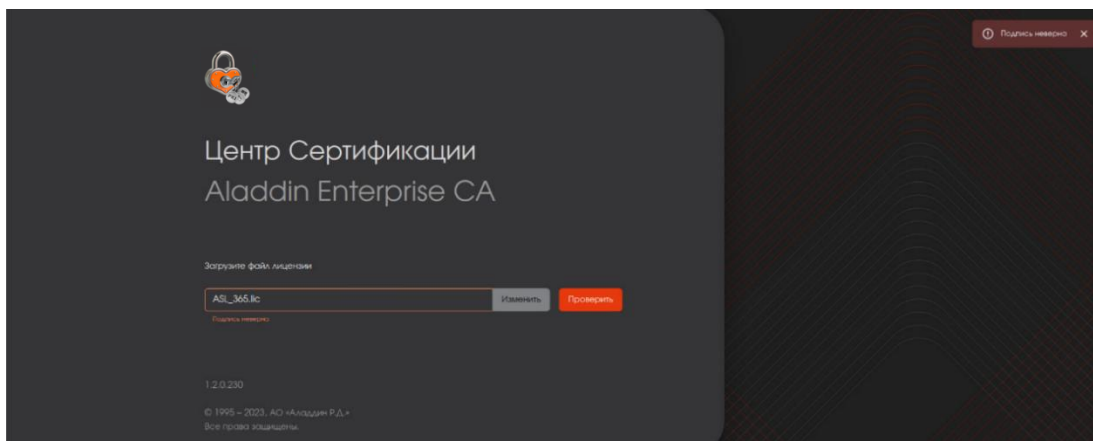 Подпись неверна
Центр Сертификации
Aladdin Enterprise CA
Загрузите файл лицензии
ASL_365.lic
Изменить
Проверить
Подпись неверна
1.2.0.230
© 1995 – 2023, АО «Аладдин Р.Д.»
Все права защищены.